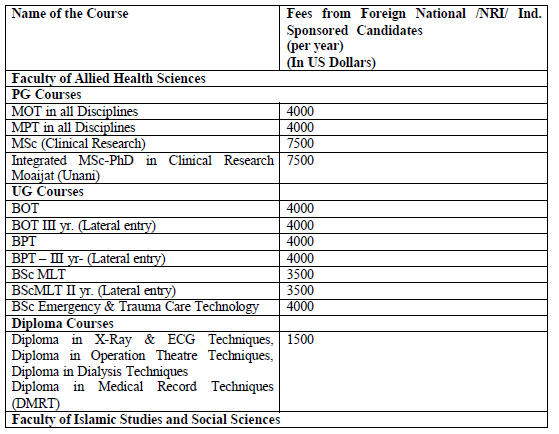 Name of the Course
Fees from Foreign National /NRI/ Ind.
Sponsored Candidates
(per year)
(In US Dollars)
Faculty of Allied Health Sciences
PG Courses
MOT in all Disciplines 4000
MPT in all Disciplines 4000
MSc (Clinical Research) 7500
Integrated MSc-PhD in Clinical Research 7500
Moaijat (Unani)
UG Courses
BOT 4000
BOT III yr. (Lateral entry) 4000
BPT 4000
BPT – III yr- (Lateral entry) 4000
BSc MLT 3500
BScMLT II yr. (Lateral entry) 3500
BSc Emergency & Trauma Care Technology 4000
Diploma Courses
Diploma in X-Ray & ECG Techniques, 1500
Diploma in Operation Theatre Techniques,
Diploma in Dialysis Techniques
Diploma in Medical Record Techniques
(DMRT)
Faculty of Islamic Studies and Social Sciences